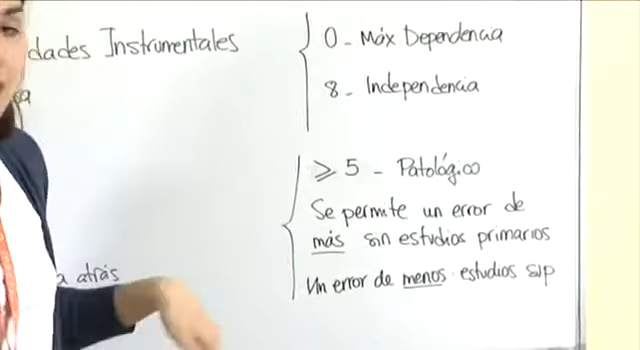 dades Instrumentales
0 - Máx Dependencia
8 - Independencia
≥ 5 - Patológico
Se permite un error de
más sin estudios primarios
Un error de menos estudios sup
a atrás